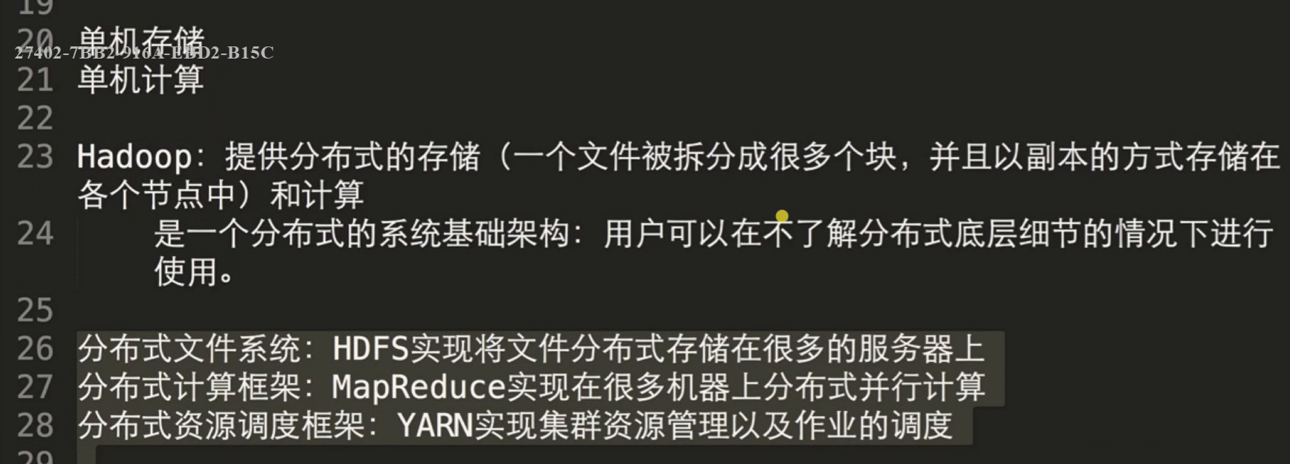 19
20 单机存储
27402-7BB2-916A-EBD2-B15C
21 单机计算
22
23 Hadoop：提供分布式的存储（一个文件被拆分成很多个块，并且以副本的方式存储在
各个节点中）和计算
24 是一个分布式的系统基础架构：用户可以在不了解分布式底层细节的情况下进行
使用。
25
26 分布式文件系统：HDFS实现将文件分布式存储在很多的服务器上
27 分布式计算框架：MapReduce实现在很多机器上分布式并行计算
28 分布式资源调度框架：YARN实现集群资源管理以及作业的调度
29